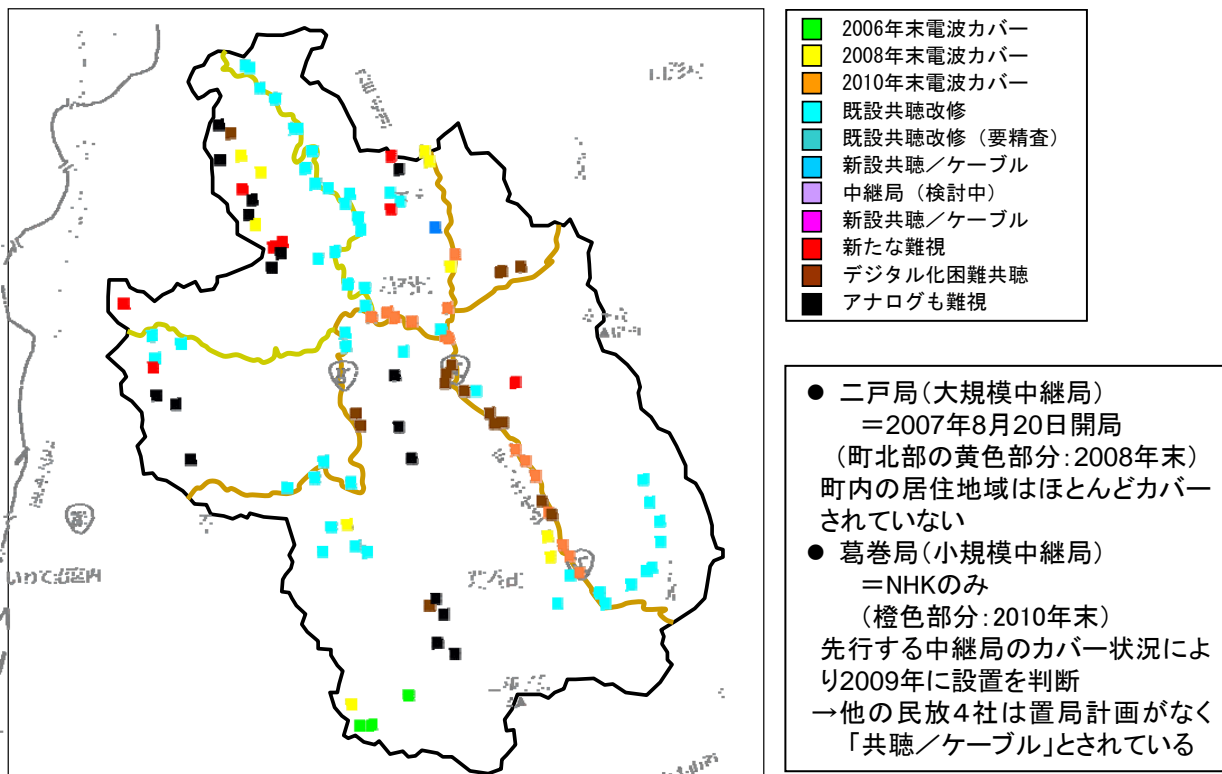 2006年末電波カバー
2008年末電波カバー
2010年末電波カバー
既設共聴改修
既設共聴改修（要精査）
新設共聴／ケーブル
中継局（検討中）
新設共聴／ケーブル
新たな難視
デジタル化困難共聴
アナログも難視
● 二戸局（大規模中継局）
＝2007年8月20日開局
（町北部の黄色部分：2008年末）
町内の居住地域はほとんどカバー
されていない
● 葛巻局（小規模中継局）
＝NHKのみ
（橙色部分：2010年末）
先行する中継局のカバー状況によ
り2009年に設置を判断
→他の民放４社は置局計画がなく
「共聴／ケーブル」とされている